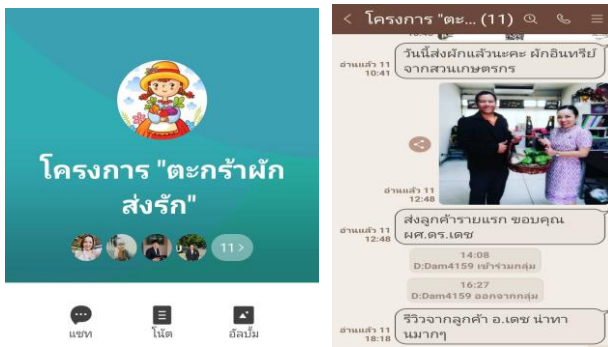 โครงการ "ตะกร้าผัก
ส่งรัก"
11 >
แชท
โน้ต
อัลบั้ม
< โครงการ "ตะ... (11)
วันนี้ส่งผักแล้วนะคะ ผักอินทรีย์
จากสวนเกษตรกร
อ่านแล้ว 11
10:41
อ่านแล้ว 11
12:48
ส่งลูกค้ารายแรก ขอบคุณ
ผศ.ดร.เดช
อ่านแล้ว 11
12:48
14:08
D:Dam4159 เข้าร่วมกลุ่ม
16:27
D:Dam4159 ออกจากกลุ่ม
รีวิวจากลูกค้า อ.เดช น่าทา
นมากๆ
อ่านแล้ว 11
18:18